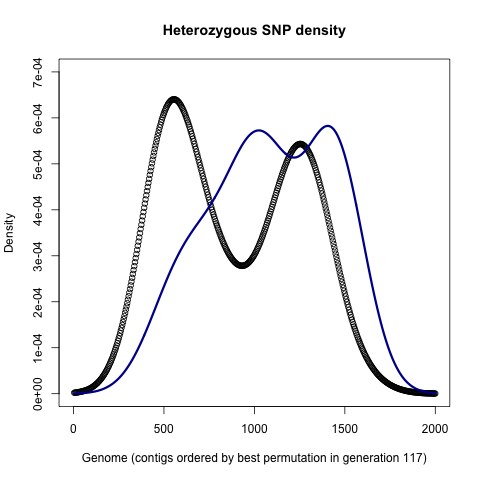 Heterozygous SNP density
7e-04
6e-04
5e-04
4e-04
3e-04
2e-04
1e-04
0e+00
Density
0 500 1000 1500 2000
Genome (contigs ordered by best permutation in generation 117)